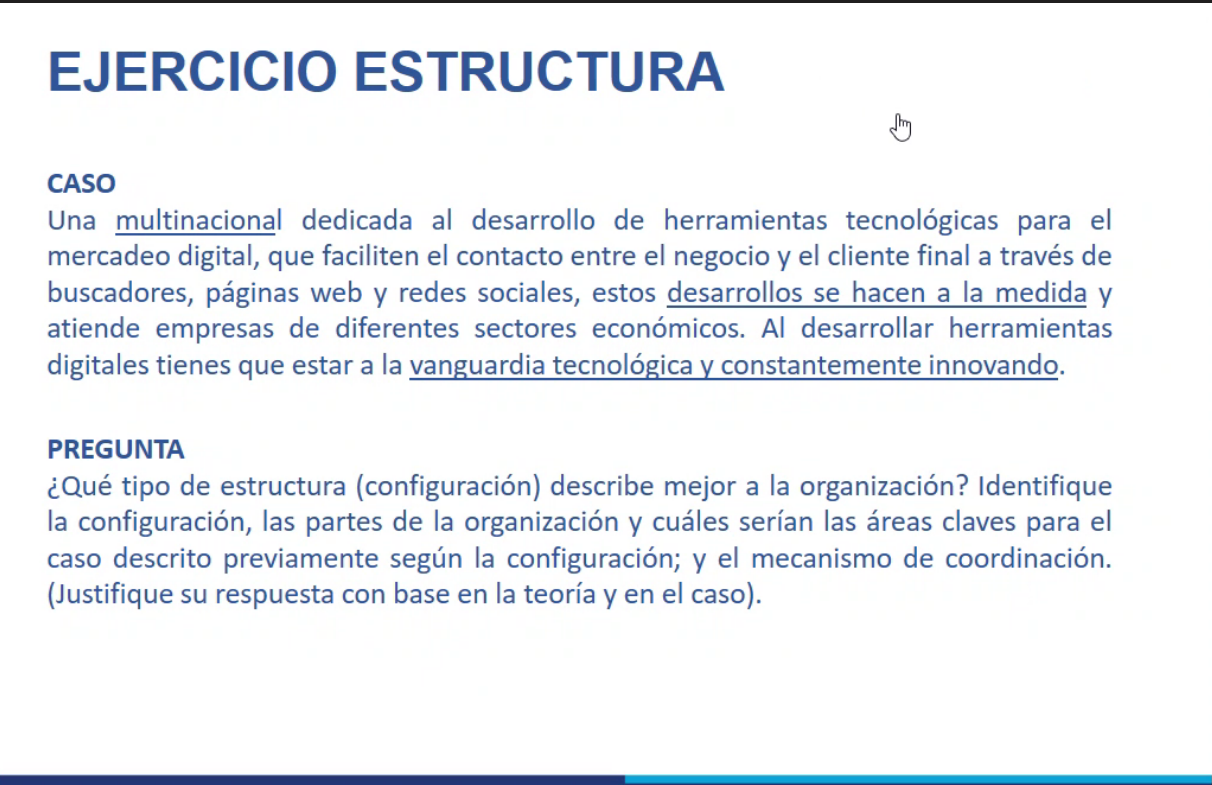 EJERCICIO ESTRUCTURA
CASO
Una multinacional dedicada al desarrollo de herramientas tecnológicas para el
mercadeo digital, que faciliten el contacto entre el negocio y el cliente final a través de
buscadores, páginas web y redes sociales, estos desarrollos se hacen a la medida y
atiende empresas de diferentes sectores económicos. Al desarrollar herramientas
digitales tienes que estar a la vanguardia tecnológica y constantemente innovando.
PREGUNTA
¿Qué tipo de estructura (configuración) describe mejor a la organización? Identifique
la configuración, las partes de la organización y cuáles serían las áreas claves para el
caso descrito previamente según la configuración; y el mecanismo de coordinación.
(Justifique su respuesta con base en la teoría y en el caso).